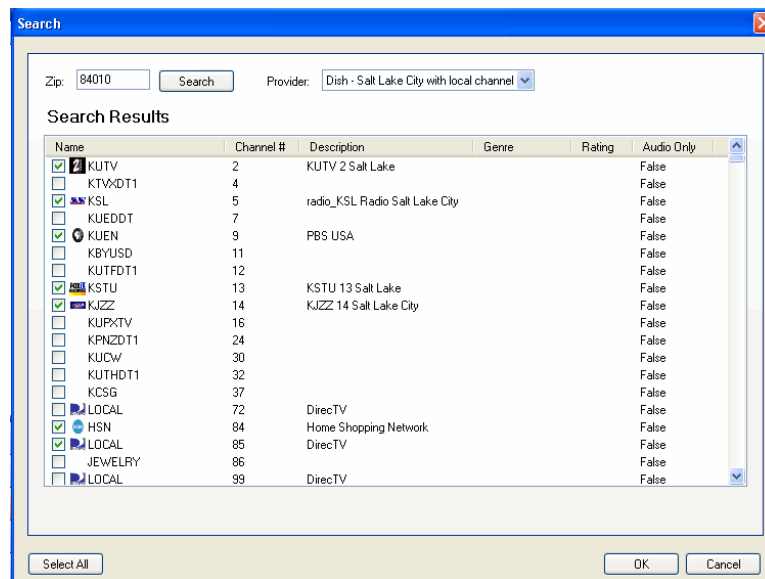 Search
Zip: 84010 Search Provider: Dish - Salt Lake City with local channel
Search Results
Name Channel # Description Genre Rating Audio Only
KUTV 2 KUTV 2 Salt Lake False
KTVXDT1 4 False
KSL 5 radio_KSL Radio Salt Lake City False
KUEDDT 7 False
KUEN 9 PBS USA False
KBYUSD 11 False
KUTFDT1 12 False
KSTU 13 KSTU 13 Salt Lake False
KJZZ 14 KJZZ 14 Salt Lake City False
KUPXTV 16 False
KPNZDT1 24 False
KUCW 30 False
KUTHDT1 32 False
KCSG 37 False
LOCAL 72 DirecTV False
HSN 84 Home Shopping Network False
LOCAL 85 DirecTV False
JEWELRY 86 False
LOCAL 99 DirecTV False
Select All OK Cancel